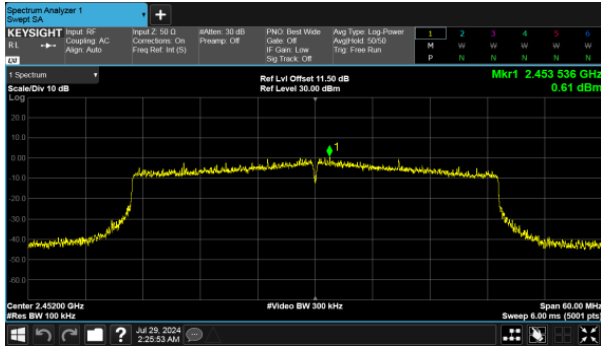 Spectrum Analyzer 1
Swept SA
+
KEYSIGHT
Input: RF
Input Z: 50 Ω
#Atten: 30 dB
PNO: Best Wide
Avg Type: Log-Power
1 2 3 4 5 6
RL
Coupling: AC
Corrections: On
Preamp: Off
Gate: Off
Avg|Hold: 50/50
M W W W W W
Align: Auto
Freq Ref: Int (S)
IF Gain: Low
Trig: Free Run
P N N N N N
Sig Track: Off
LXI
1 Spectrum
Ref Lvl Offset 11.50 dB
Mkr1 2.453 536 GHz
Scale/Div 10 dB
Ref Level 30.00 dBm
0.61 dBm
Log
20.0
10.0
1
0.00
-10.0
-20.0
-30.0
-40.0
-50.0
-60.0
Center 2.45200 GHz
#Video BW 300 kHz
Span 60.00 MHz
#Res BW 100 kHz
Sweep 6.00 ms (5001 pts)
?
Jul 29, 2024
2:25:53 AM